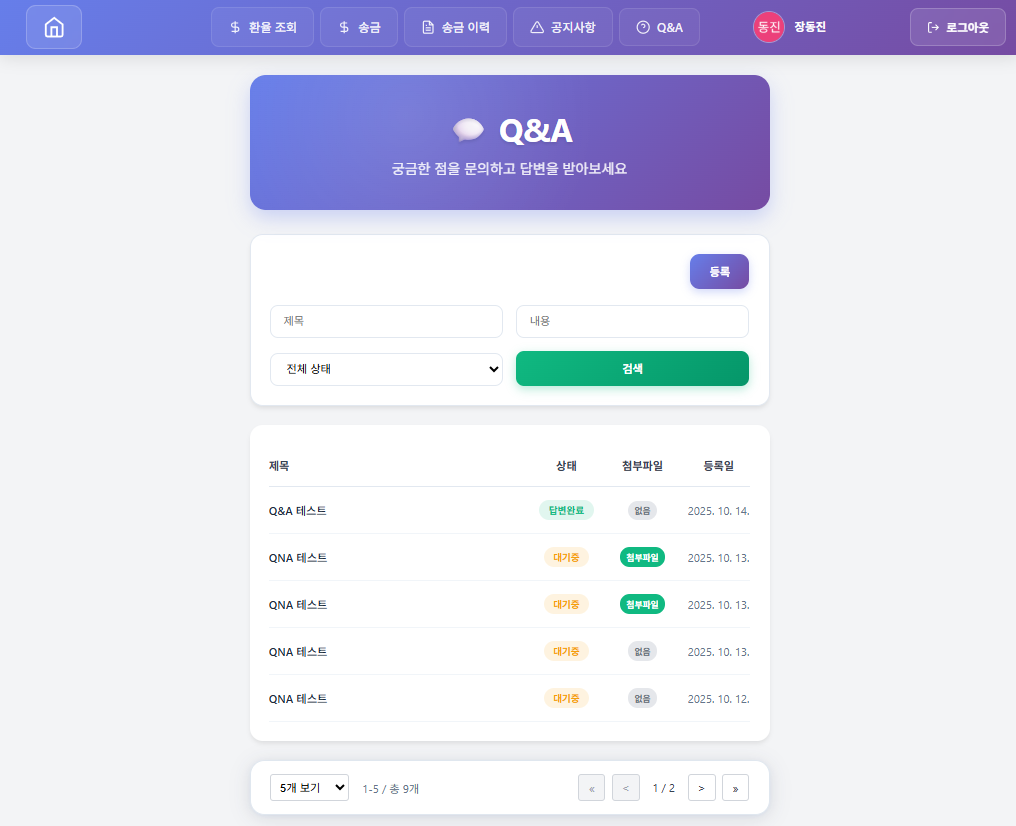 환율 조회 송금 송금 이력 공지사항 Q&A 동진 장동진 로그아웃
Q&A
궁금한 점을 문의하고 답변을 받아보세요
등록
제목 내용
전체 상태 검색
제목 상태 첨부파일 등록일
Q&A 테스트 답변완료 없음 2025. 10. 14.
QNA 테스트 대기중 첨부파일 2025. 10. 13.
QNA 테스트 대기중 첨부파일 2025. 10. 13.
QNA 테스트 대기중 없음 2025. 10. 13.
QNA 테스트 대기중 없음 2025. 10. 12.
5개 보기 1-5 / 총 9개 « < 1 / 2 > »